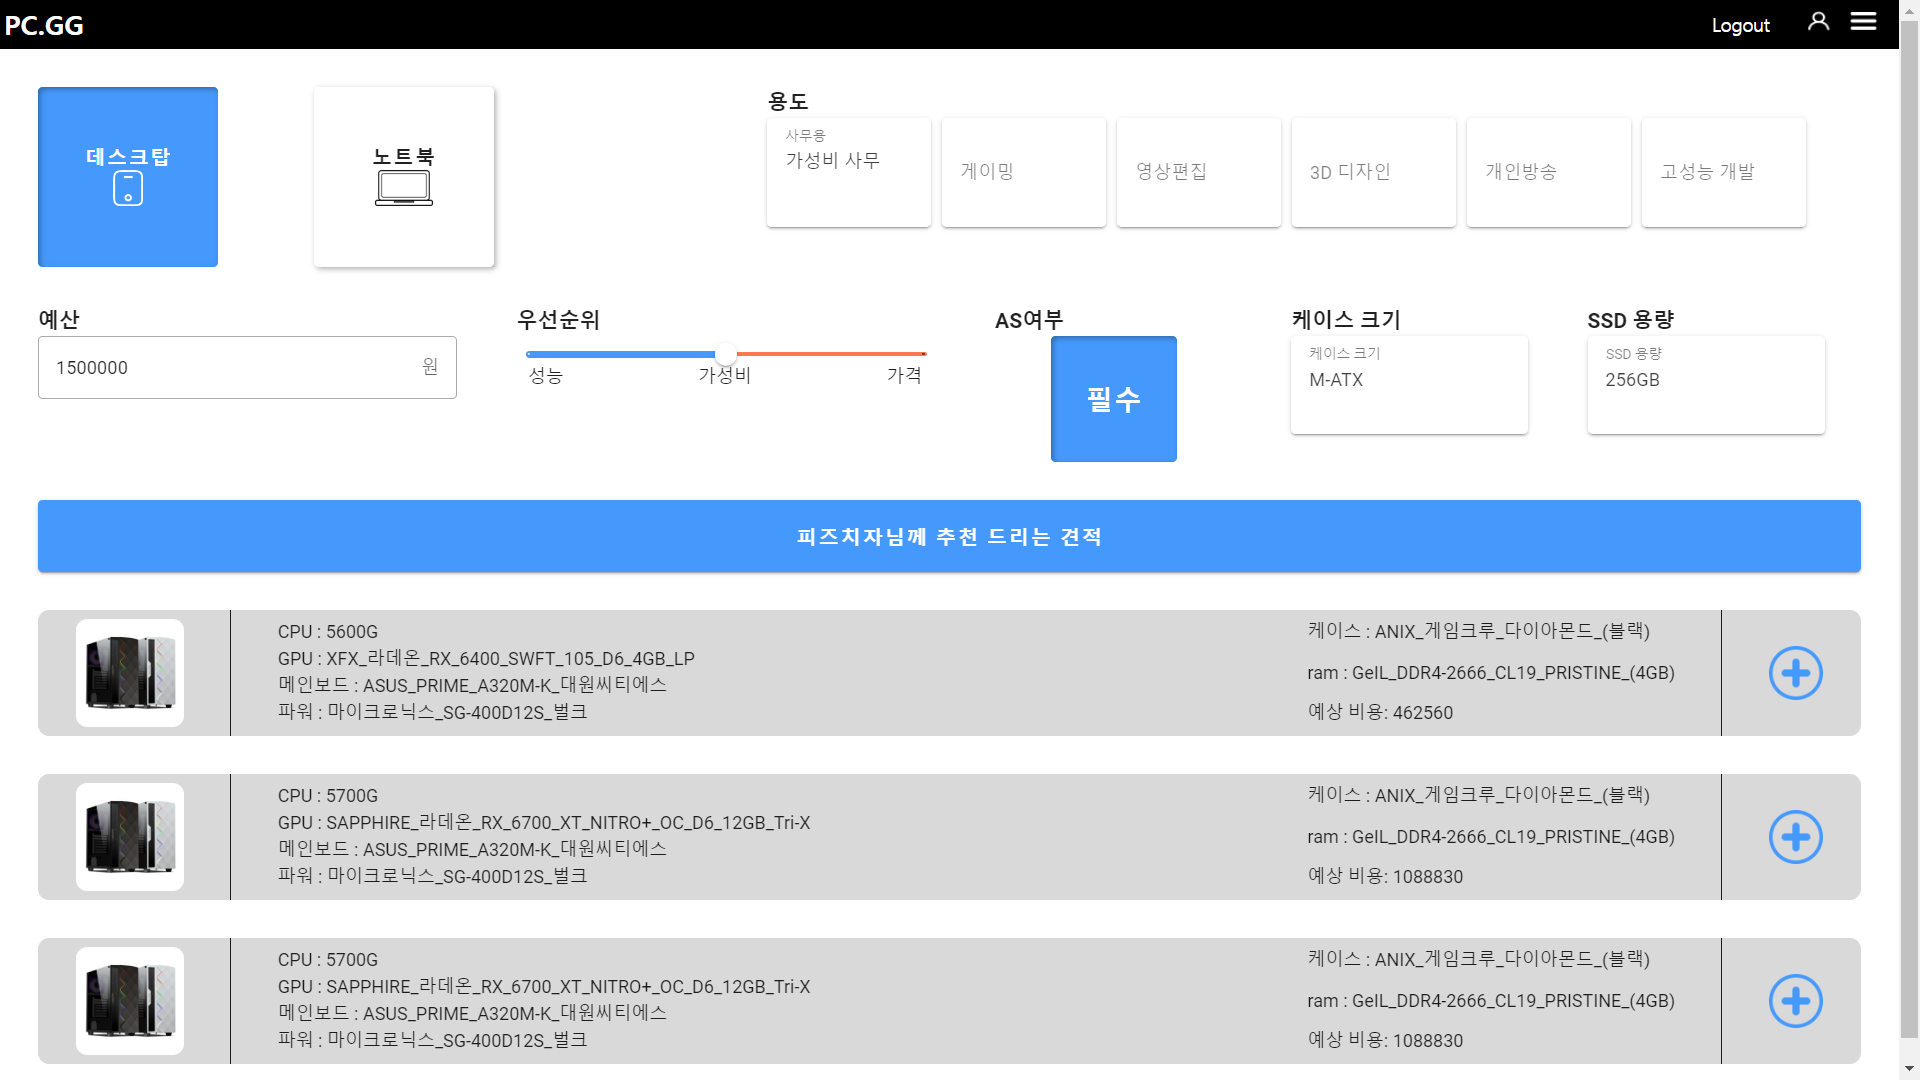 PC.GG
Logout
데스크탑
노트북
용도
사무용
가성비 사무
게이밍
영상편집
3D 디자인
개인방송
고성능 개발
예산
1500000 원
우선순위
성능 가성비 가격
AS여부
필수
케이스 크기
케이스 크기
M-ATX
SSD 용량
SSD 용량
256GB
피즈치자님께 추천 드리는 견적
CPU : 5600G
GPU : XFX_라데온_RX_6400_SWFT_105_D6_4GB_LP
메인보드 : ASUS_PRIME_A320M-K_대원씨티에스
파워 : 마이크로닉스_SG-400D12S_벌크
케이스 : ANIX_게임크루_다이아몬드_(블랙)
ram : GeIL_DDR4-2666_CL19_PRISTINE_(4GB)
예상 비용: 462560
CPU : 5700G
GPU : SAPPHIRE_라데온_RX_6700_XT_NITRO+_OC_D6_12GB_Tri-X
메인보드 : ASUS_PRIME_A320M-K_대원씨티에스
파워 : 마이크로닉스_SG-400D12S_벌크
케이스 : ANIX_게임크루_다이아몬드_(블랙)
ram : GeIL_DDR4-2666_CL19_PRISTINE_(4GB)
예상 비용: 1088830
CPU : 5700G
GPU : SAPPHIRE_라데온_RX_6700_XT_NITRO+_OC_D6_12GB_Tri-X
메인보드 : ASUS_PRIME_A320M-K_대원씨티에스
파워 : 마이크로닉스_SG-400D12S_벌크
케이스 : ANIX_게임크루_다이아몬드_(블랙)
ram : GeIL_DDR4-2666_CL19_PRISTINE_(4GB)
예상 비용: 1088830